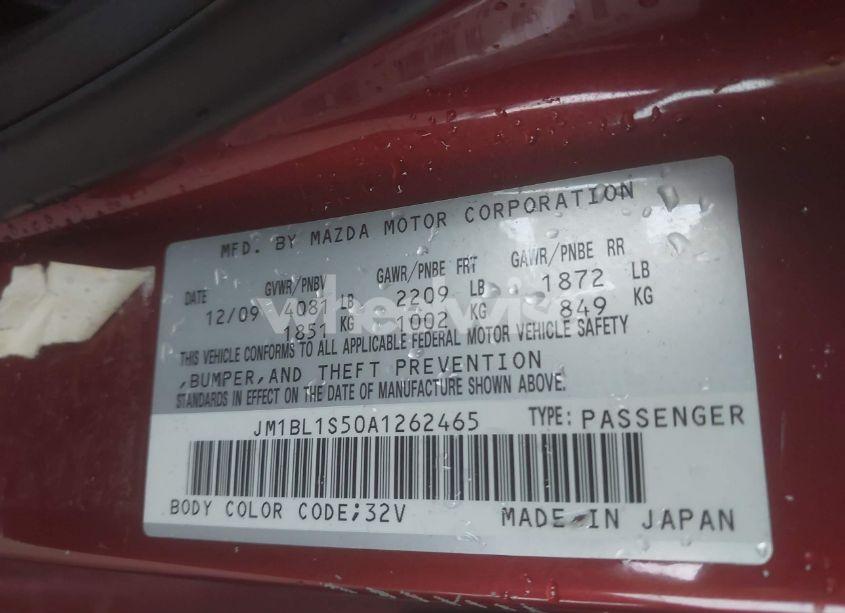 MFD. BY MAZDA MOTOR CORPORATION
DATE GVWR/PNBV GAWR/PNBE FRT GAWR/PNBE RR
12/09 4081 LB 2209 LB 1872 LB
1851 KG 1002 KG 849 KG
THIS VEHICLE CONFORMS TO ALL APPLICABLE FEDERAL MOTOR VEHICLE SAFETY
,BUMPER,AND THEFT PREVENTION
STANDARDS IN EFFECT ON THE DATE OF MANUFACTURE SHOWN ABOVE.
JM1BL1S50A1262465 TYPE: PASSENGER
BODY COLOR CODE;32V MADE IN JAPAN